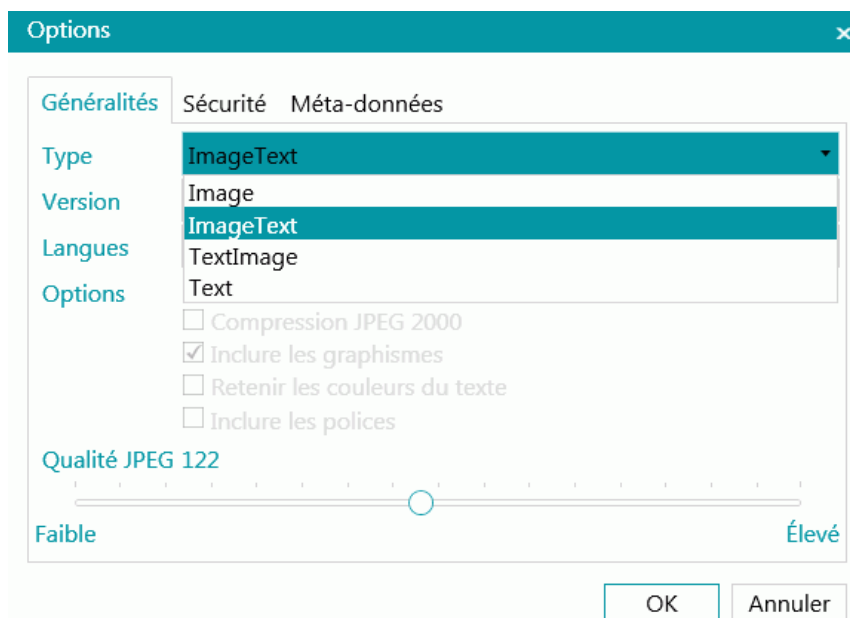 Options
Généralités Sécurité Méta-données
Type ImageText
Image
Version
ImageText
Langues
TextImage
Options
Text
Compression JPEG 2000
Inclure les graphismes
Retenir les couleurs du texte
Inclure les polices
Qualité JPEG 122
Faible Élevé
OK Annuler